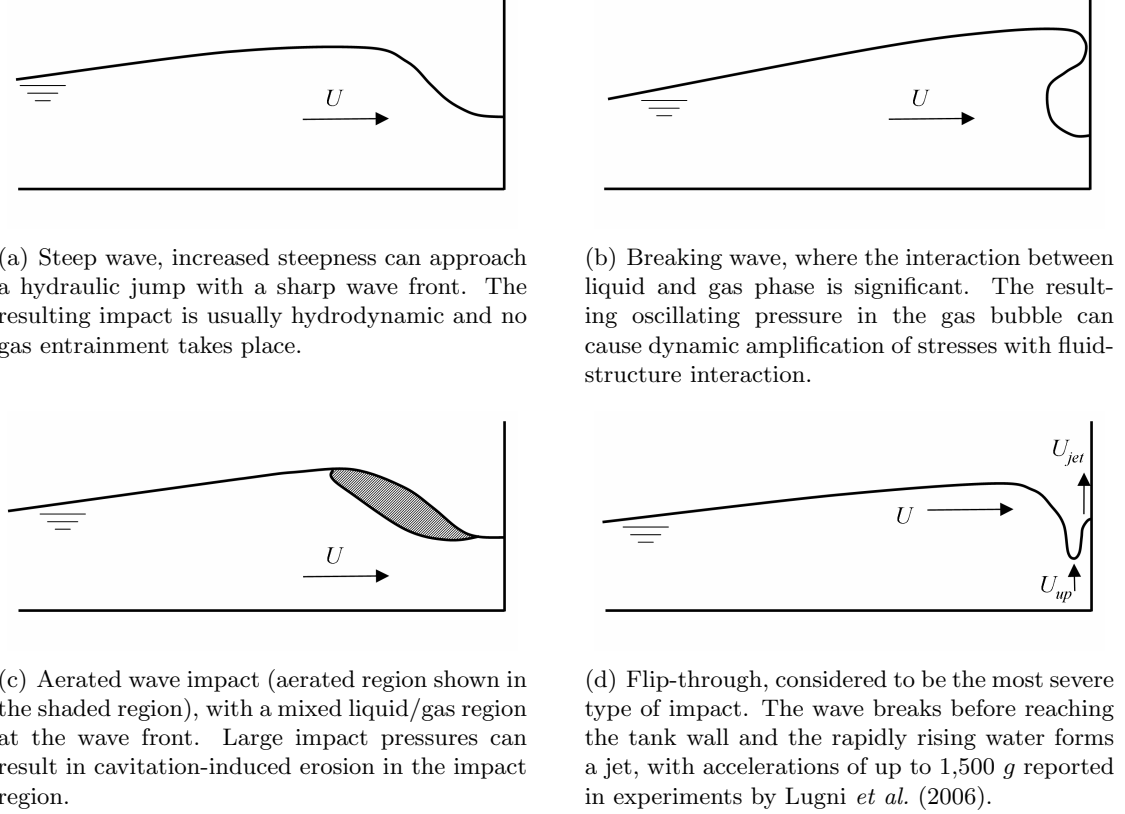 U
U
(a) Steep wave, increased steepness can approach
a hydraulic jump with a sharp wave front. The
resulting impact is usually hydrodynamic and no
gas entrainment takes place.
(b) Breaking wave, where the interaction between
liquid and gas phase is significant. The result-
ing oscillating pressure in the gas bubble can
cause dynamic amplification of stresses with fluid-
structure interaction.
U
U
Ujet
Uup
(c) Aerated wave impact (aerated region shown in
the shaded region), with a mixed liquid/gas region
at the wave front. Large impact pressures can
result in cavitation-induced erosion in the impact
region.
(d) Flip-through, considered to be the most severe
type of impact. The wave breaks before reaching
the tank wall and the rapidly rising water forms
a jet, with accelerations of up to 1,500 g reported
in experiments by Lugni et al. (2006).